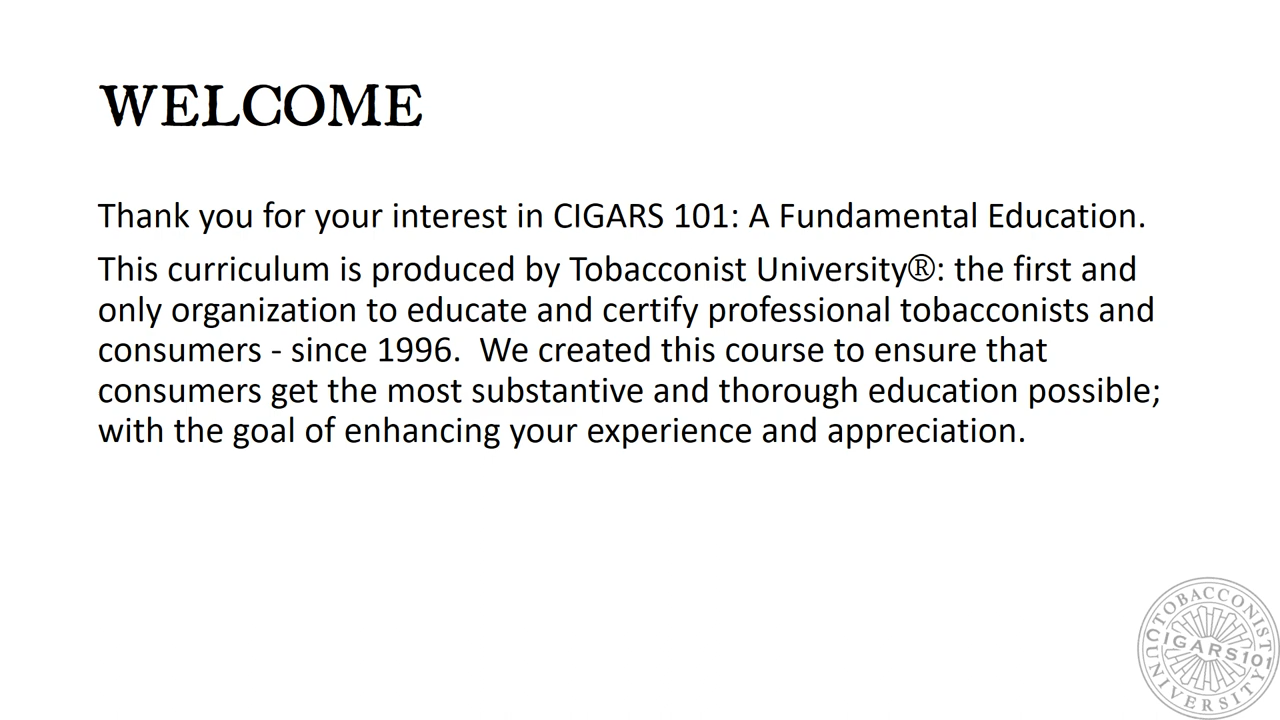 WELCOME
Thank you for your interest in CIGARS 101: A Fundamental Education.
This curriculum is produced by Tobacconist University®: the first and
only organization to educate and certify professional tobacconists and
consumers - since 1996.  We created this course to ensure that
consumers get the most substantive and thorough education possible;
with the goal of enhancing your experience and appreciation.
TOBACCONIST
CIGARS101
UNIVERSITY